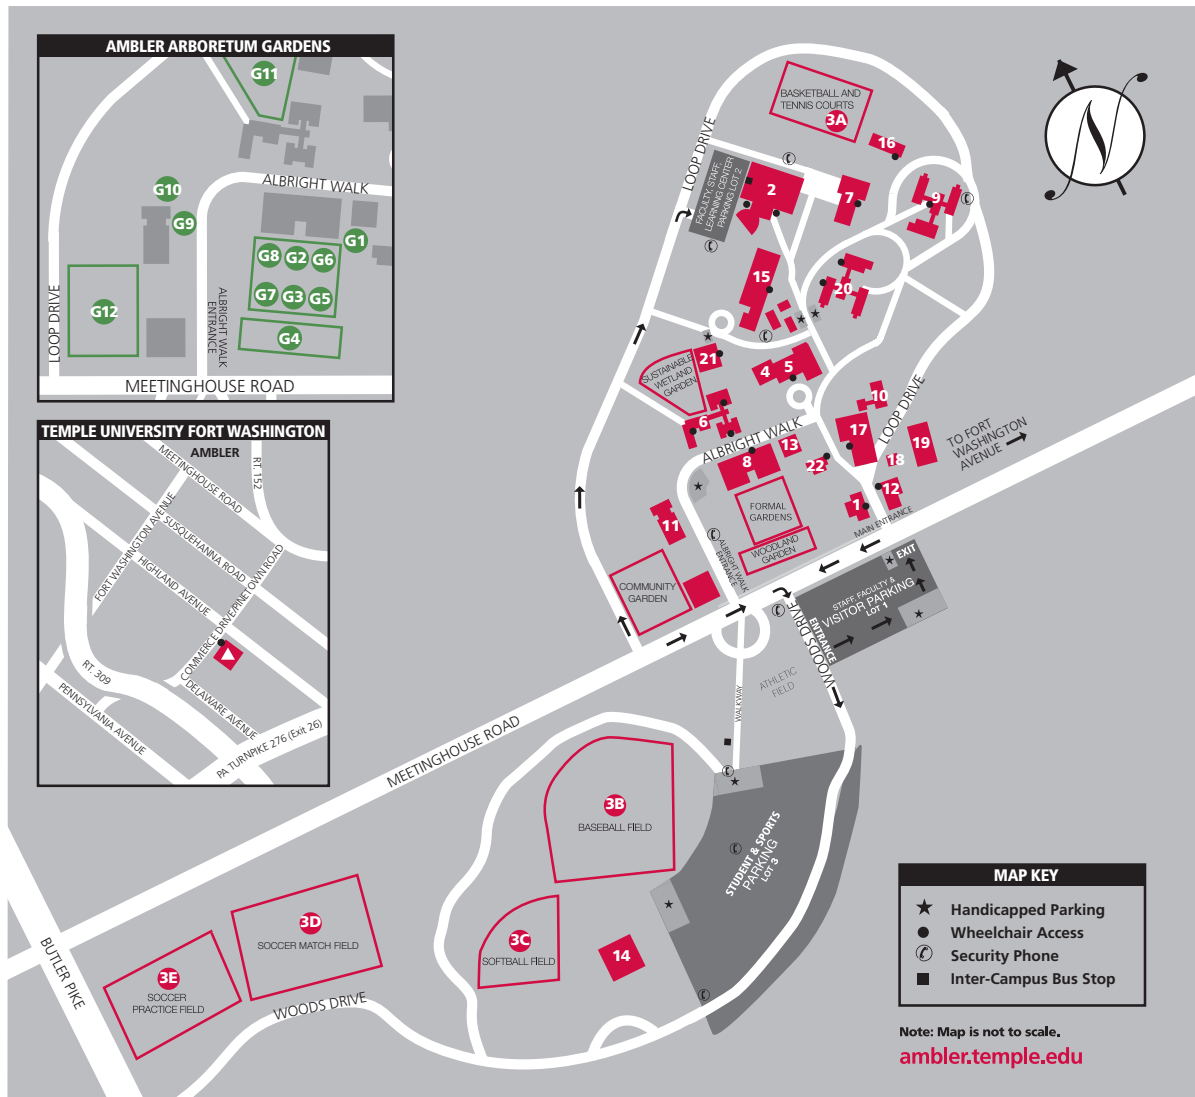 AMBLER ARBORETUM GARDENS
G11
G10
G9
G1
G8
G2
G6
G7
G3
G5
G4
G12
ALBRIGHT WALK
ALBRIGHT WALK
ENTRANCE
LOOP DRIVE
MEETINGHOUSE ROAD
TEMPLE UNIVERSITY FORT WASHINGTON
AMBLER
RT. 152
MEETINGHOUSE ROAD
FORT WASHINGTON AVENUE
SUSQUEHANNA ROAD
HIGHLAND AVENUE
COMMERCE DRIVE/PINETOWN ROAD
RT. 309
DELAWARE AVENUE
PENNSYLVANIA AVENUE
PA TURNPIKE 276 (Exit 26)
N
BASKETBALL AND
TENNIS COURTS
3A
16
LOOP DRIVE
FACULTY, STAFF,
LEARNING CENTER
PARKING LOT 2
2
7
9
15
20
SUSTAINABLE
WETLAND
GARDEN
21
4
5
6
10
LOOP DRIVE
ALBRIGHT WALK
13
17
19
18
22
8
12
1
11
TO FORT
WASHINGTON
AVENUE
FORMAL
GARDENS
WOODLAND
GARDEN
ALBRIGHT WALK
ENTRANCE
MAIN ENTRANCE
COMMUNITY
GARDEN
EXIT
STAFF, FACULTY &
VISITOR PARKING
LOT 1
ENTRANCE
WOODS DRIVE
ATHLETIC
FIELD
WALKWAY
MEETINGHOUSE ROAD
3B
BASEBALL FIELD
STUDENT & SPORTS
PARKING
LOT 3
3C
SOFTBALL FIELD
14
3D
SOCCER MATCH FIELD
3E
SOCCER
PRACTICE FIELD
BUTLER PIKE
WOODS DRIVE
MAP KEY
Handicapped Parking
Wheelchair Access
Security Phone
Inter-Campus Bus Stop
Note: Map is not to scale.
ambler.temple.edu